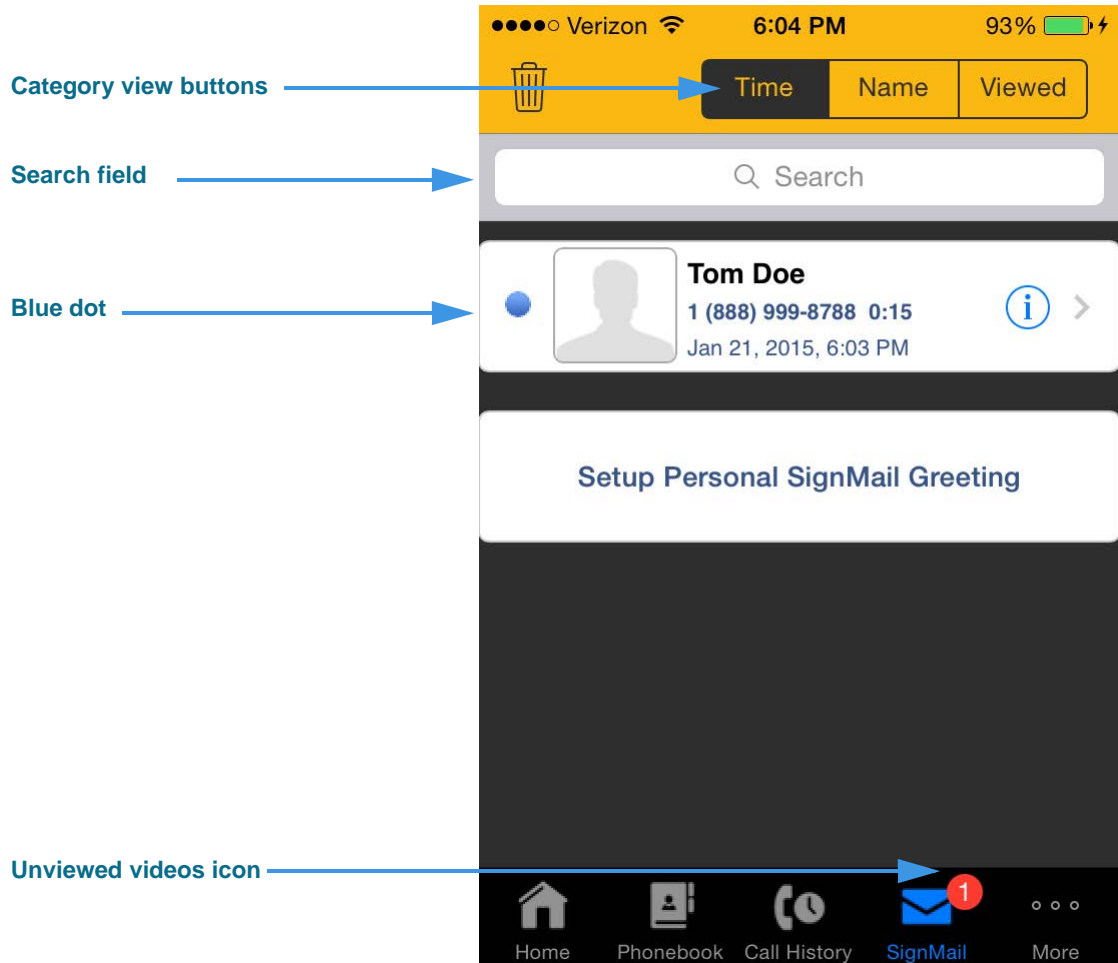 Verizon 6:04 PM 93%
Category view buttons Time Name Viewed
Search field Search
Tom Doe
Blue dot 1 (888) 999-8788 0:15
Jan 21, 2015, 6:03 PM
Setup Personal SignMail Greeting
Unviewed videos icon 1
Home Phonebook Call History SignMail More